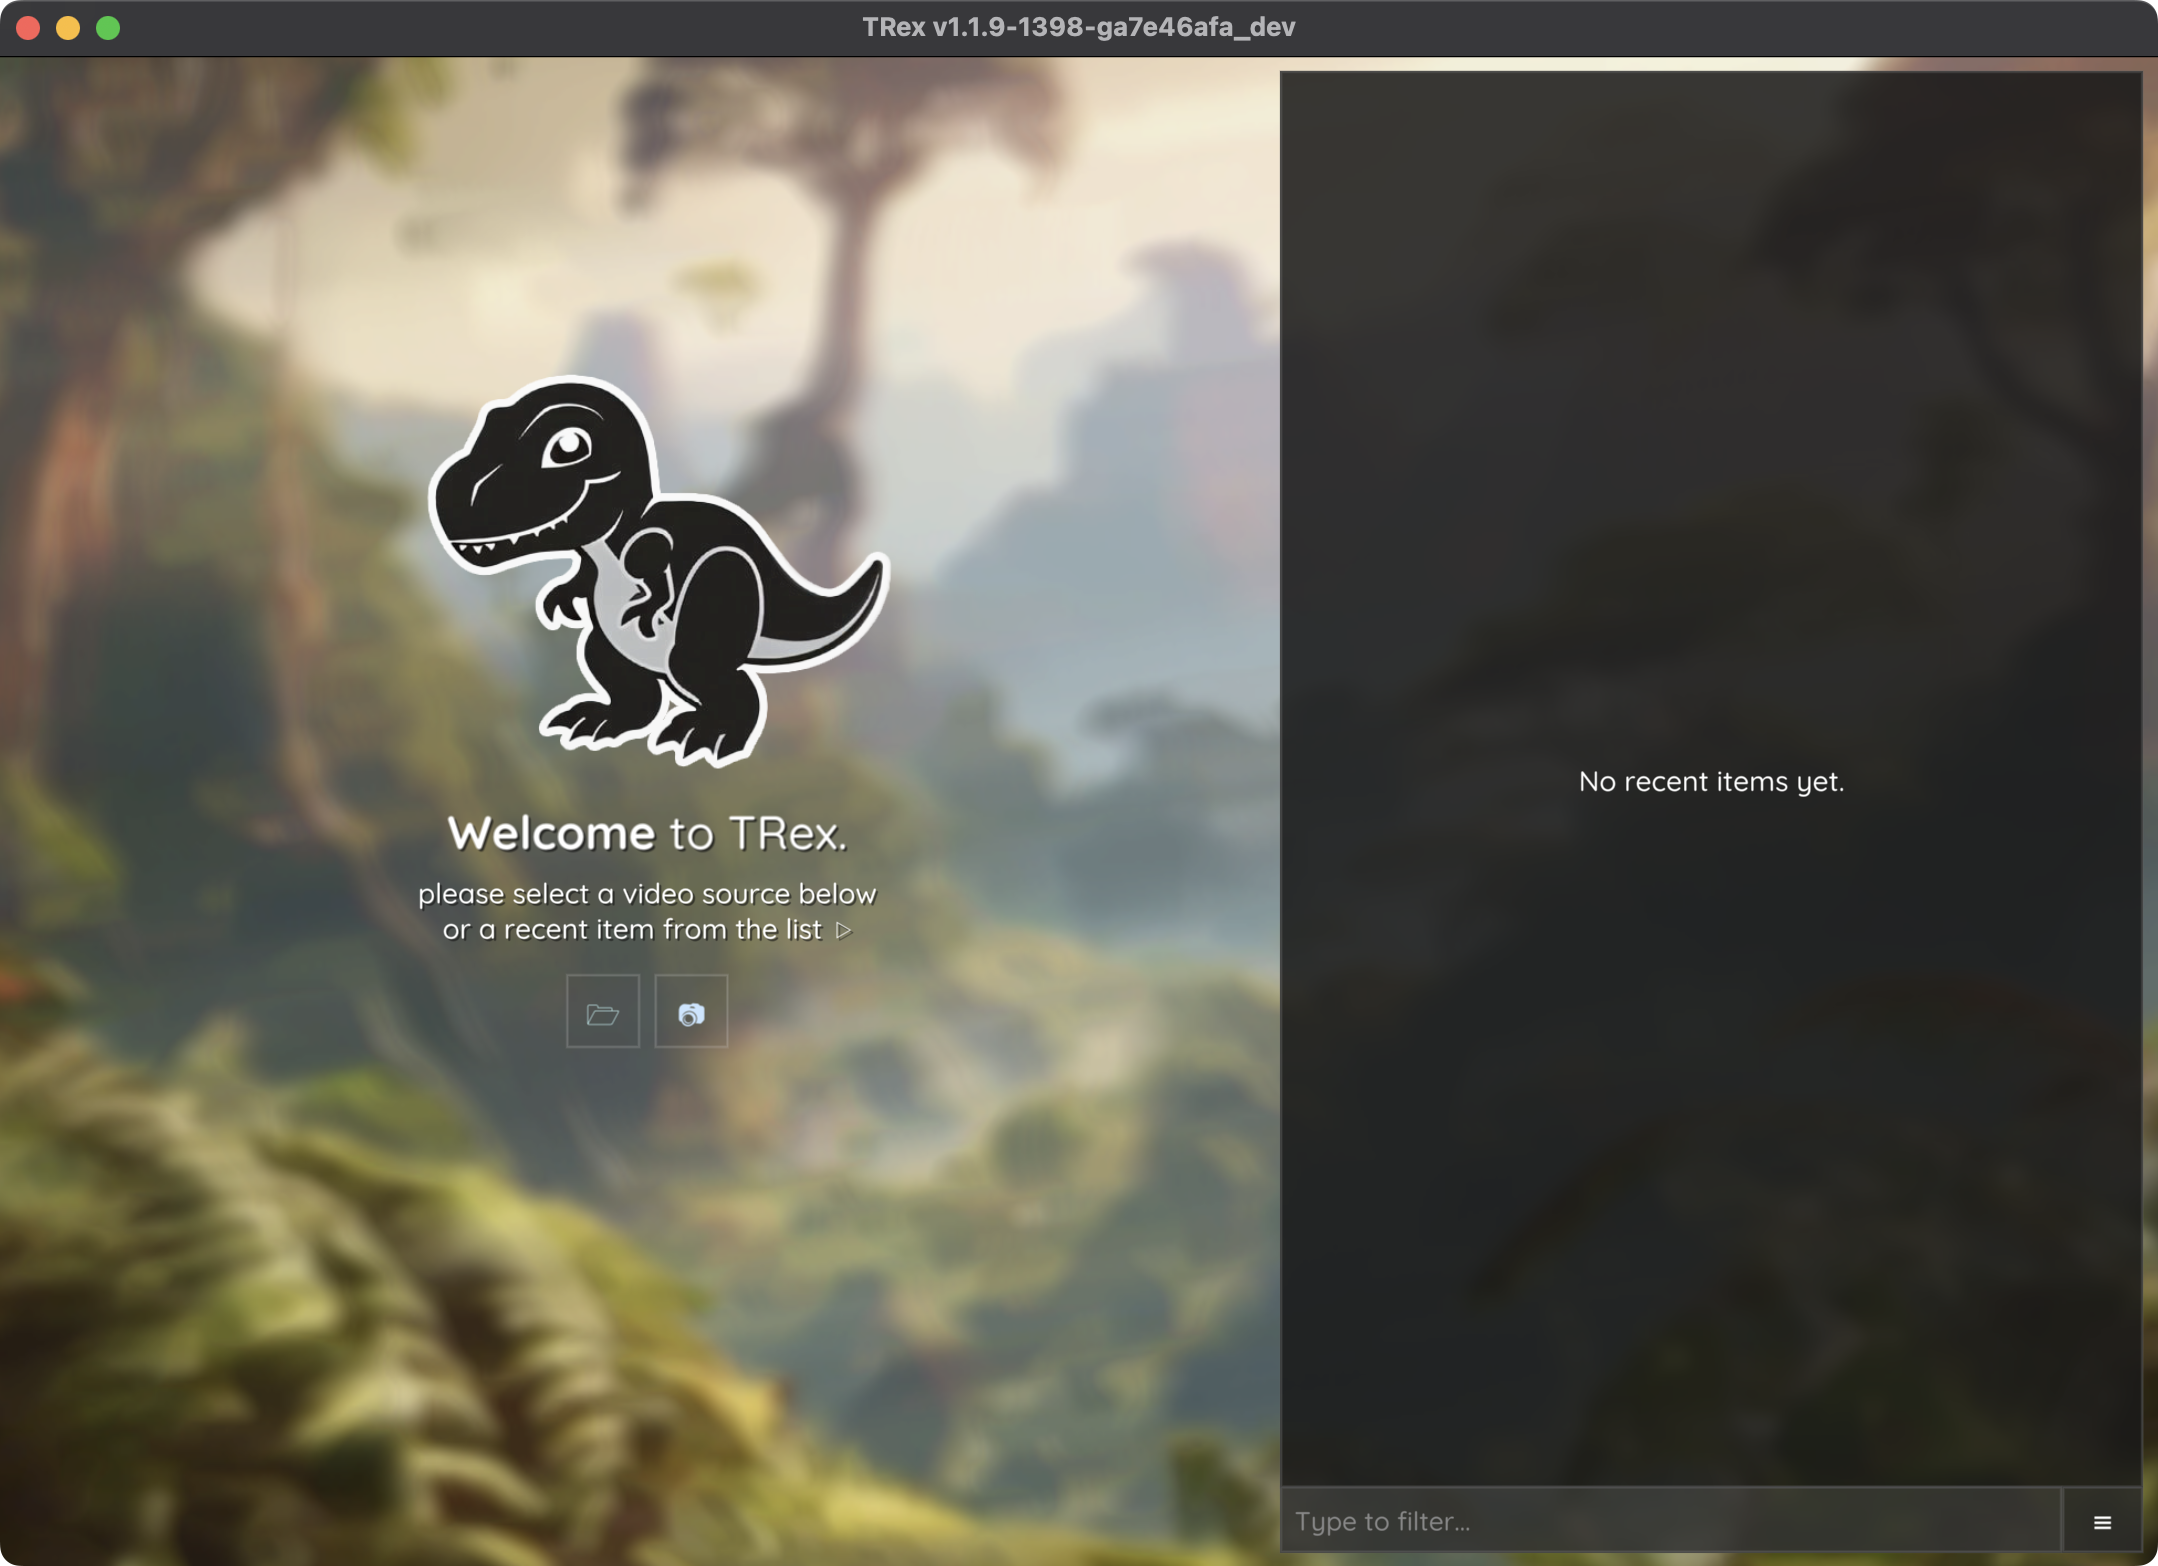 TRex v1.1.9-1398-ga7e46afa_dev
Welcome to TRex.
please select a video source below
or a recent item from the list ▷
No recent items yet.
Type to filter...